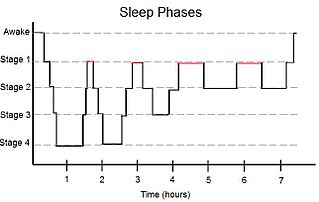 Sleep Phases
Awake
Stage 1
Stage 2
Stage 3
Stage 4
1 2 3 4 5 6 7
Time (hours)